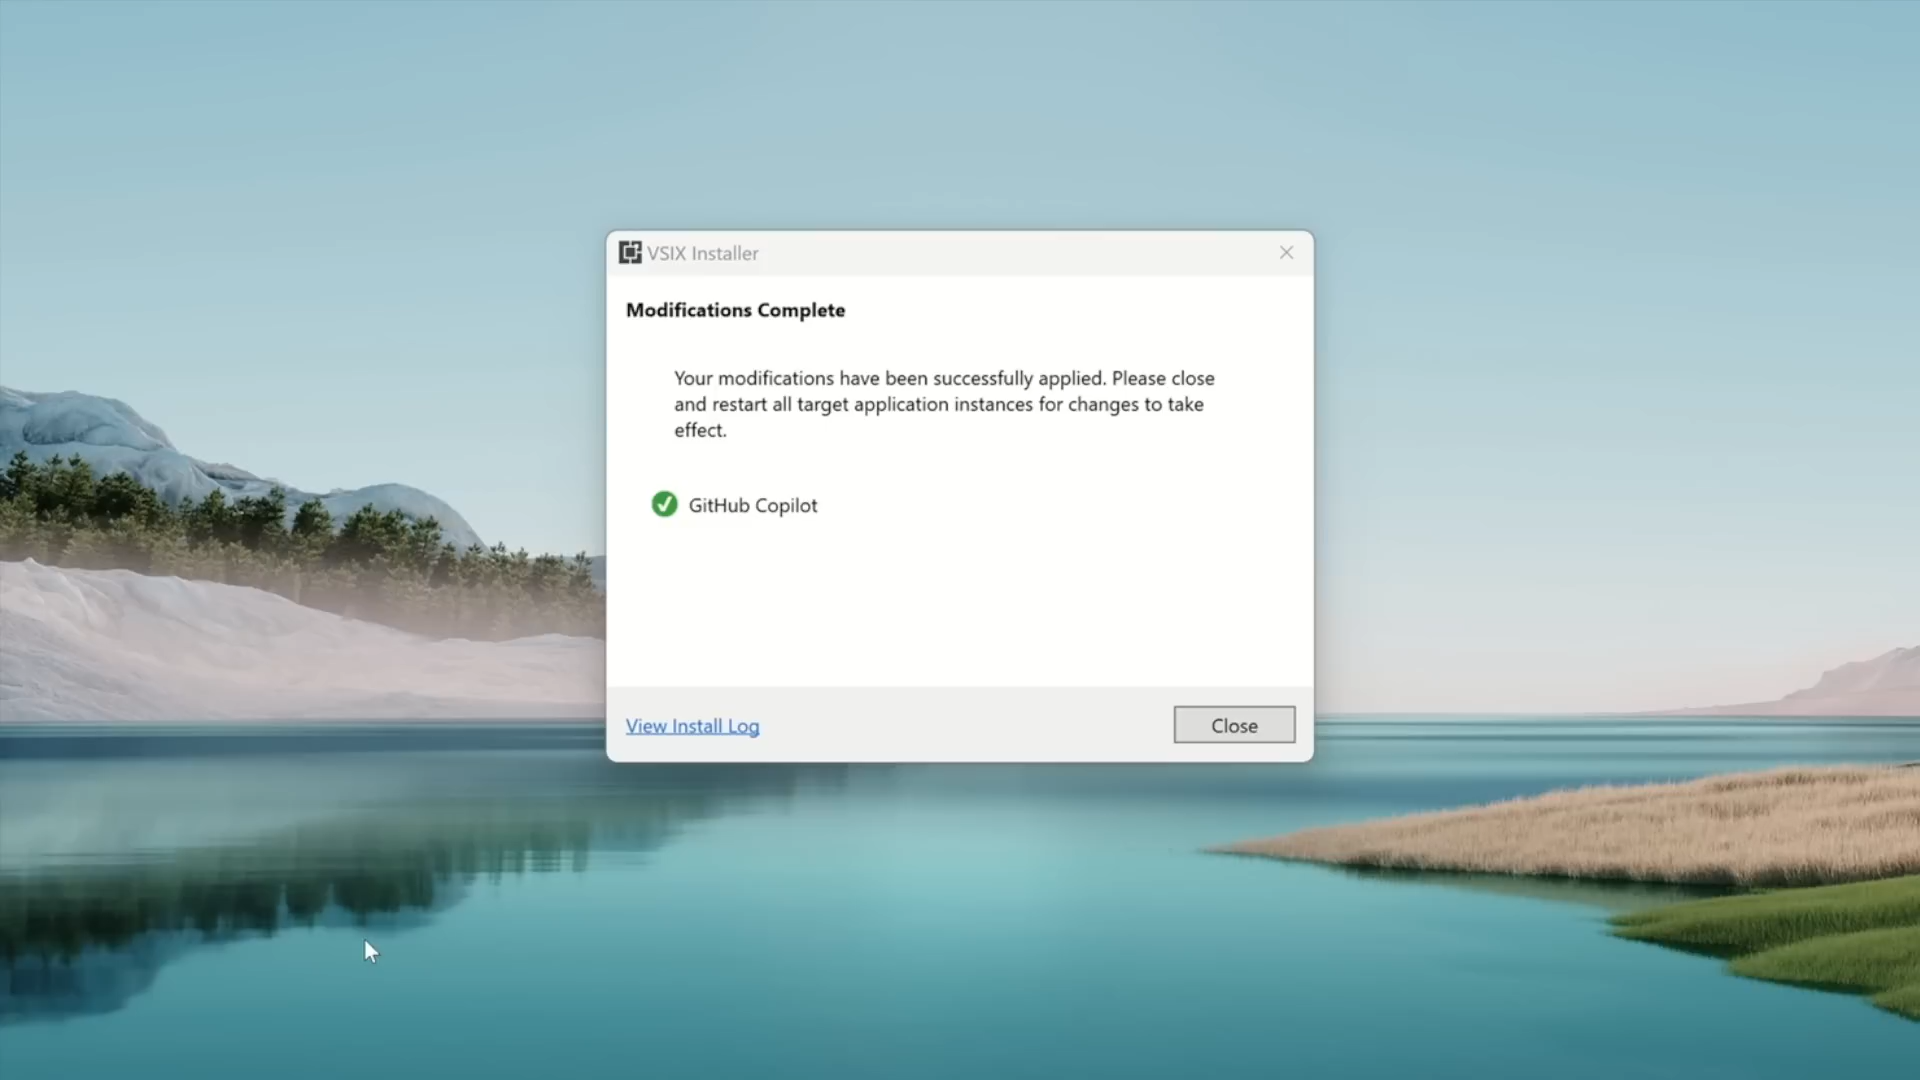 VSIX Installer
Modifications Complete
Your modifications have been successfully applied. Please close
and restart all target application instances for changes to take
effect.
GitHub Copilot
View Install Log
Close